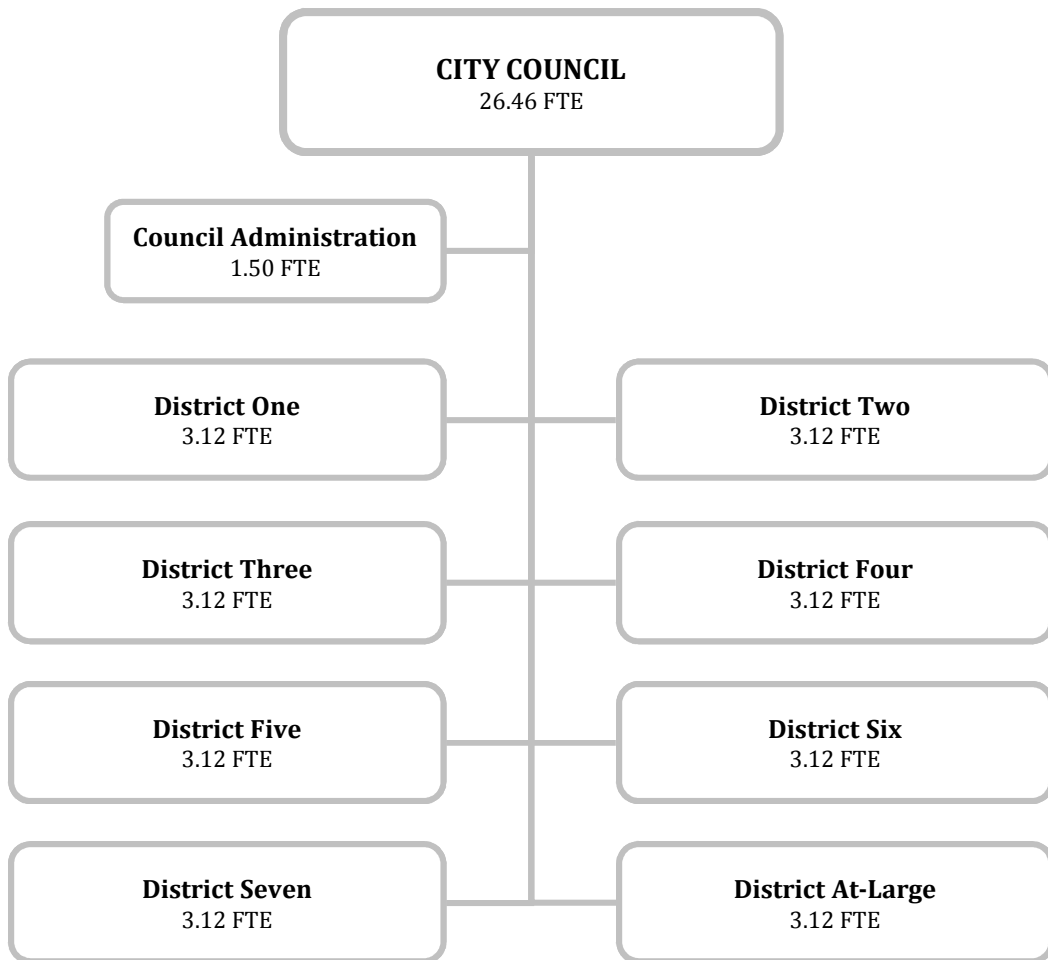 CITY COUNCIL
26.46 FTE
Council Administration
1.50 FTE
District One
3.12 FTE
District Two
3.12 FTE
District Three
3.12 FTE
District Four
3.12 FTE
District Five
3.12 FTE
District Six
3.12 FTE
District Seven
3.12 FTE
District At-Large
3.12 FTE